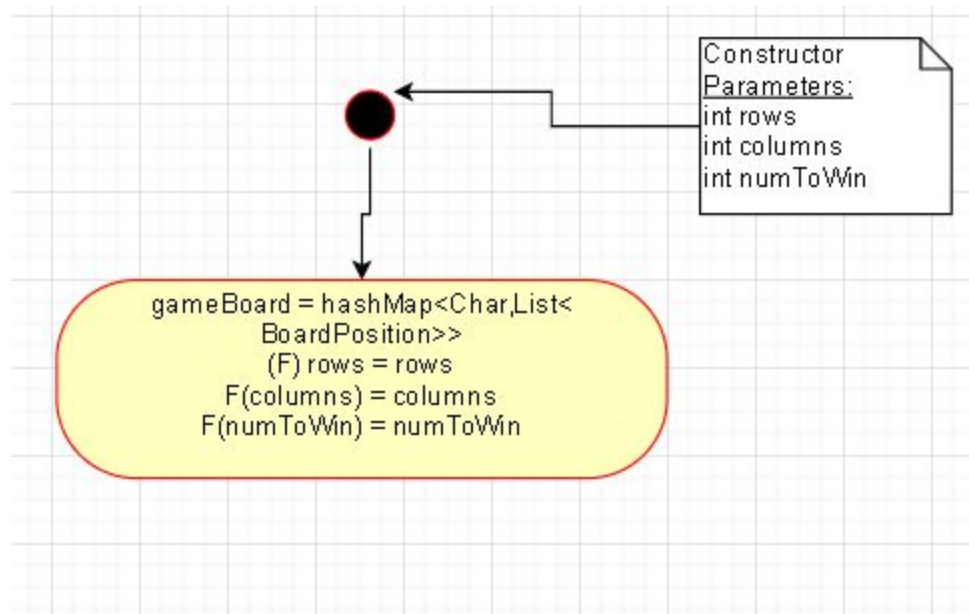 Constructor
Parameters:
int rows
int columns
int numToWin
gameBoard = hashMap<Char,List<
BoardPosition>>
(F) rows = rows
F(columns) = columns
F(numToWin) = numToWin